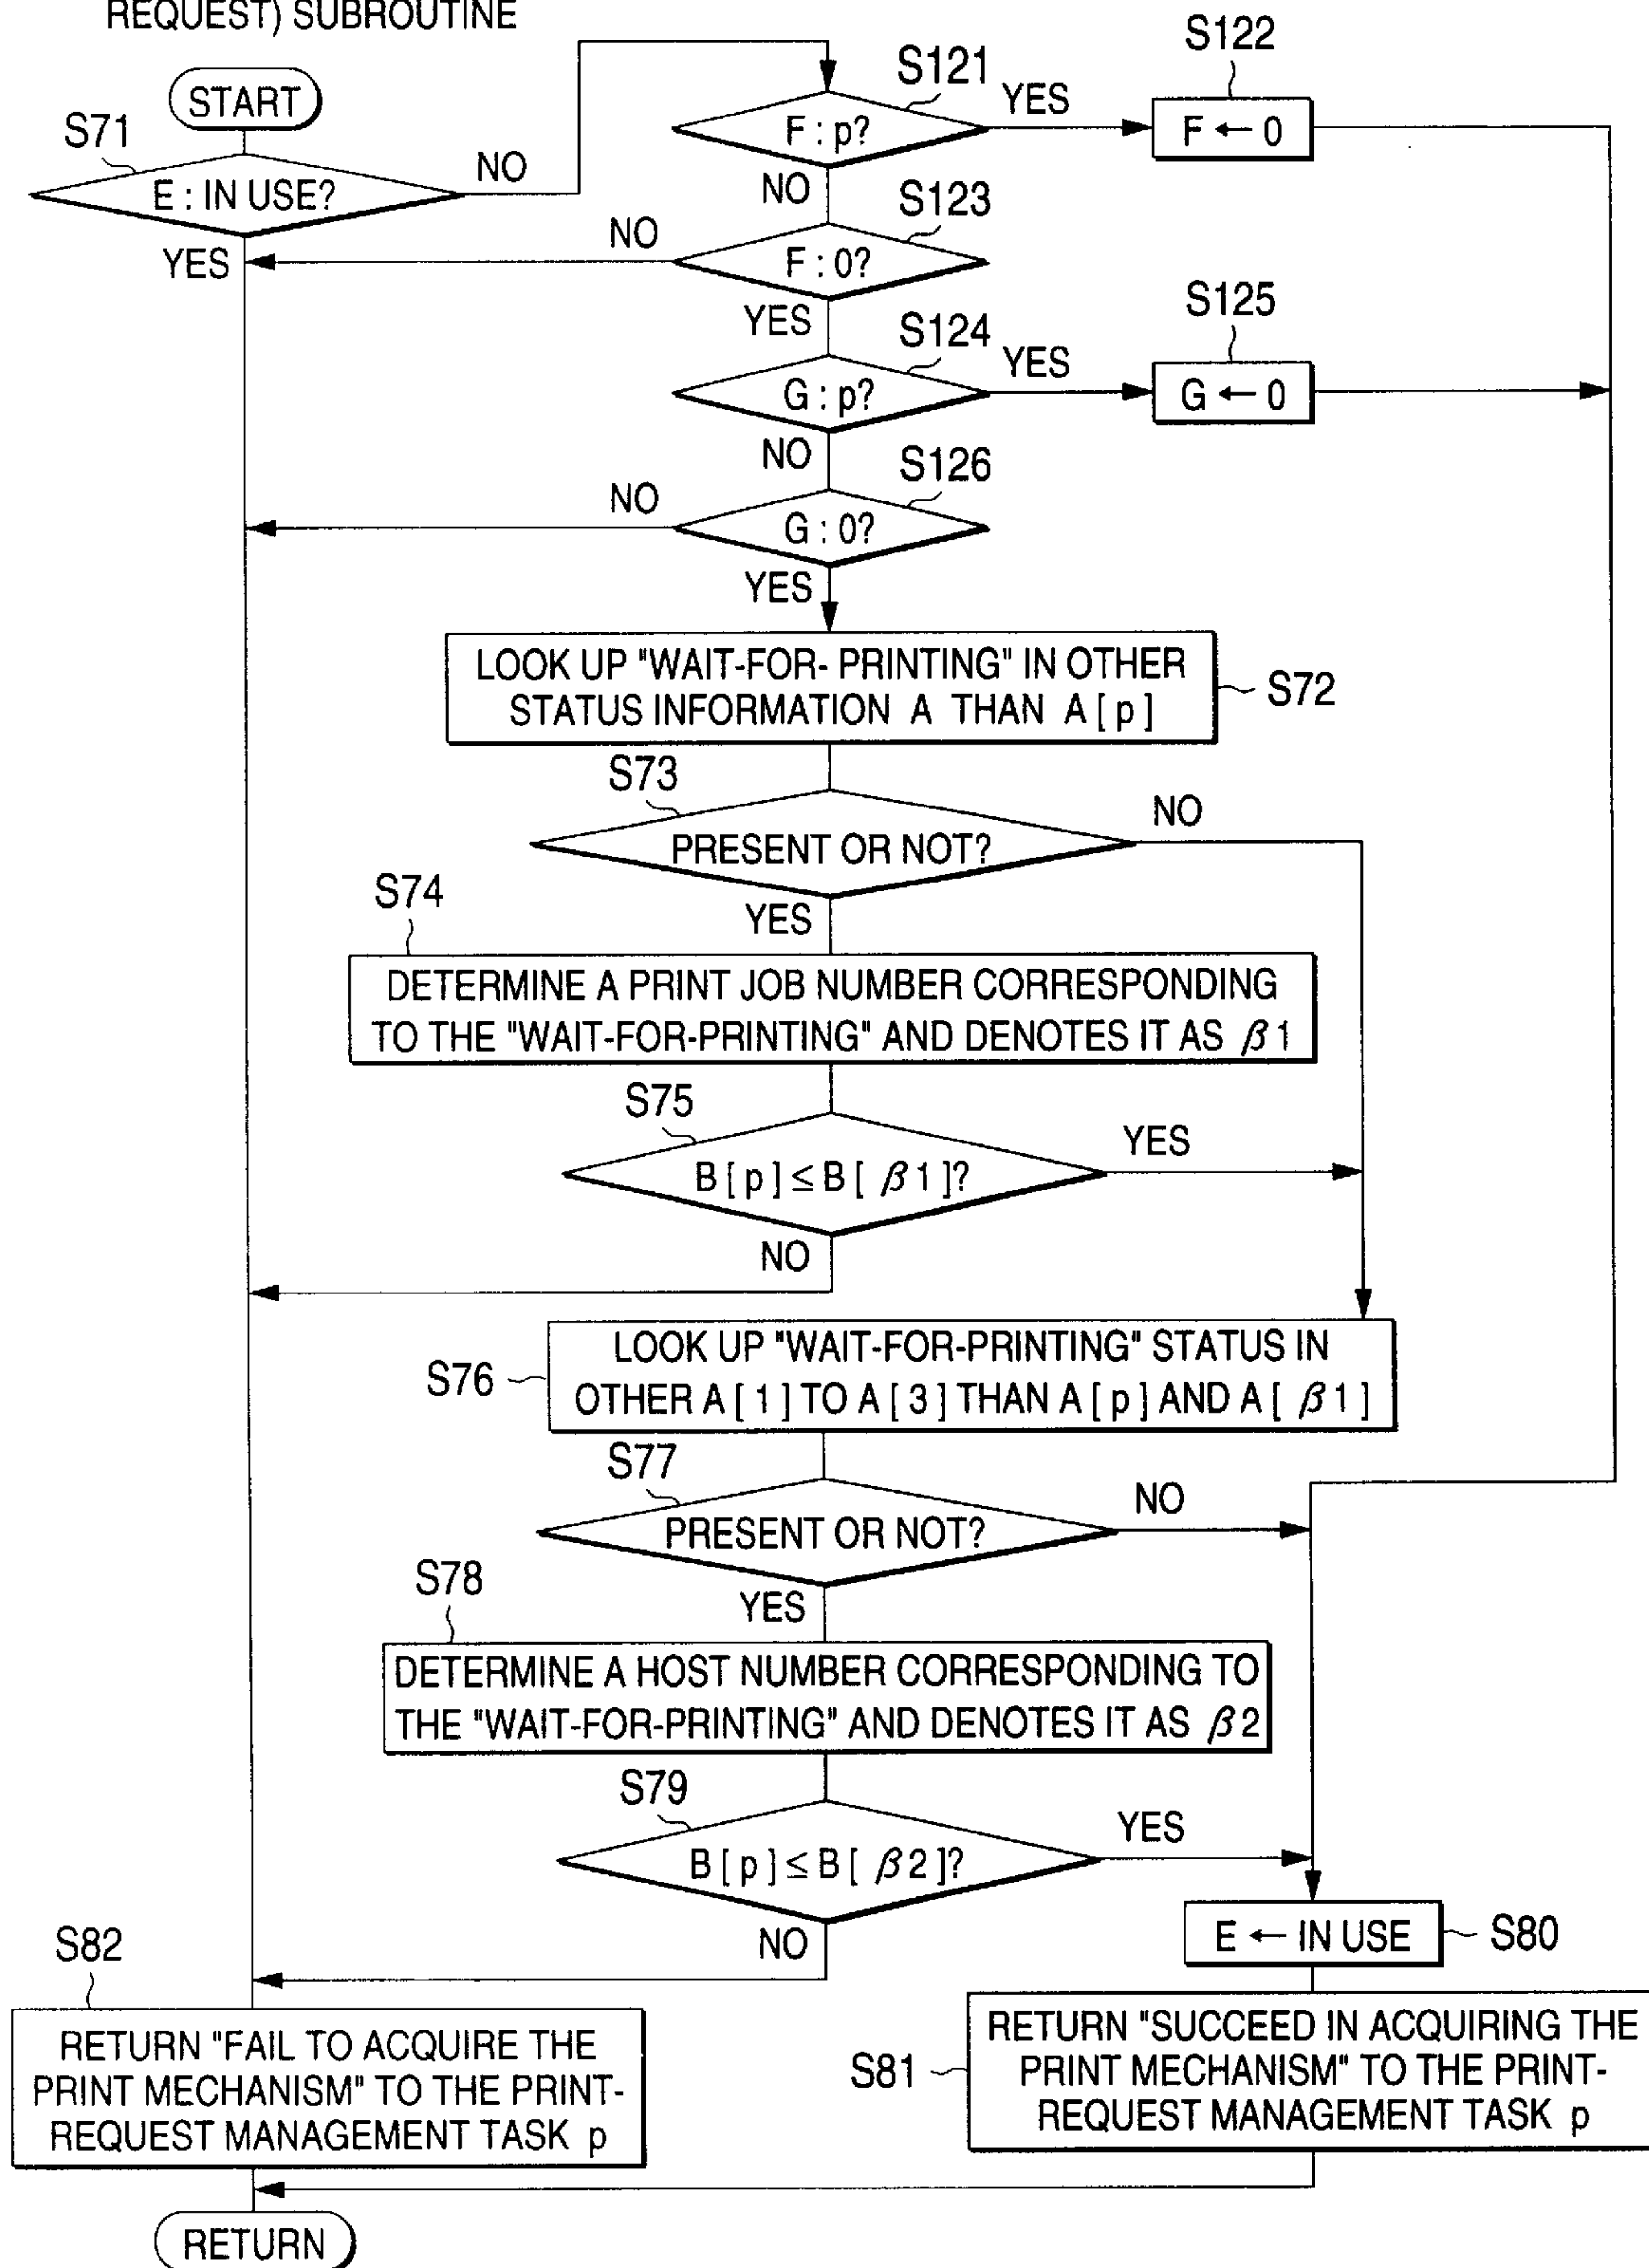 REQUEST) SUBROUTINE
START
S71
E : IN USE?
NO
YES
S121
F : p?
YES
NO
S122
F ← 0
S123
F : 0?
NO
YES
S124
G : p?
YES
NO
S125
G ← 0
S126
G : 0?
NO
YES
LOOK UP "WAIT-FOR- PRINTING" IN OTHER
STATUS INFORMATION A THAN A [ p ]
S72
S73
PRESENT OR NOT?
NO
YES
S74
DETERMINE A PRINT JOB NUMBER CORRESPONDING
TO THE "WAIT-FOR-PRINTING" AND DENOTES IT AS β1
S75
B [ p ] ≤ B [ β1 ]?
YES
NO
S76
LOOK UP "WAIT-FOR-PRINTING" STATUS IN
OTHER A [ 1 ] TO A [ 3 ] THAN A [ p ] AND A [ β1 ]
S77
PRESENT OR NOT?
NO
YES
S78
DETERMINE A HOST NUMBER CORRESPONDING TO
THE "WAIT-FOR-PRINTING" AND DENOTES IT AS β2
S79
B [ p ] ≤ B [ β2 ]?
YES
NO
E ← IN USE
S80
S82
RETURN "FAIL TO ACQUIRE THE
PRINT MECHANISM" TO THE PRINT-
REQUEST MANAGEMENT TASK p
S81
RETURN "SUCCEED IN ACQUIRING THE
PRINT MECHANISM" TO THE PRINT-
REQUEST MANAGEMENT TASK p
RETURN